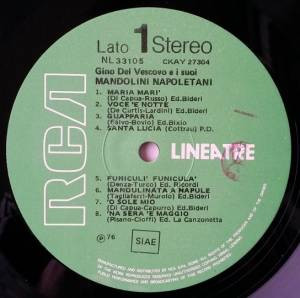 Lato 1 Stereo
NL 33105 CKAY 27304
Gino Del Vescovo e i suoi
MANDOLINI NAPOLETANI
1. MARIA MARI'
(Di Capua-Russo) Ed. Bideri
2. VOCE'E NOTTE
(De Curtis-Lardini) Ed. Bideri
3. GUAPPARIA
(Falvo-Bovio) Ed. Bixio
4. SANTA LUCIA (Cottrau) P.D.
RCA
LINEATRE
5. FUNICULI' FUNICULA'
(Denza-Turco) Ed. Ricordi
6. MANDULINATA A NAPULE
(Tagliaferri-Murolo) Ed. Bideri
7. 'O SOLE MIO
(Di Capua-Capurro) Ed. Bideri
8. 'NA SERA 'E MAGGIO
(Pisano-Cioffi) Ed. La Canzonetta
℗ 76
SIAE